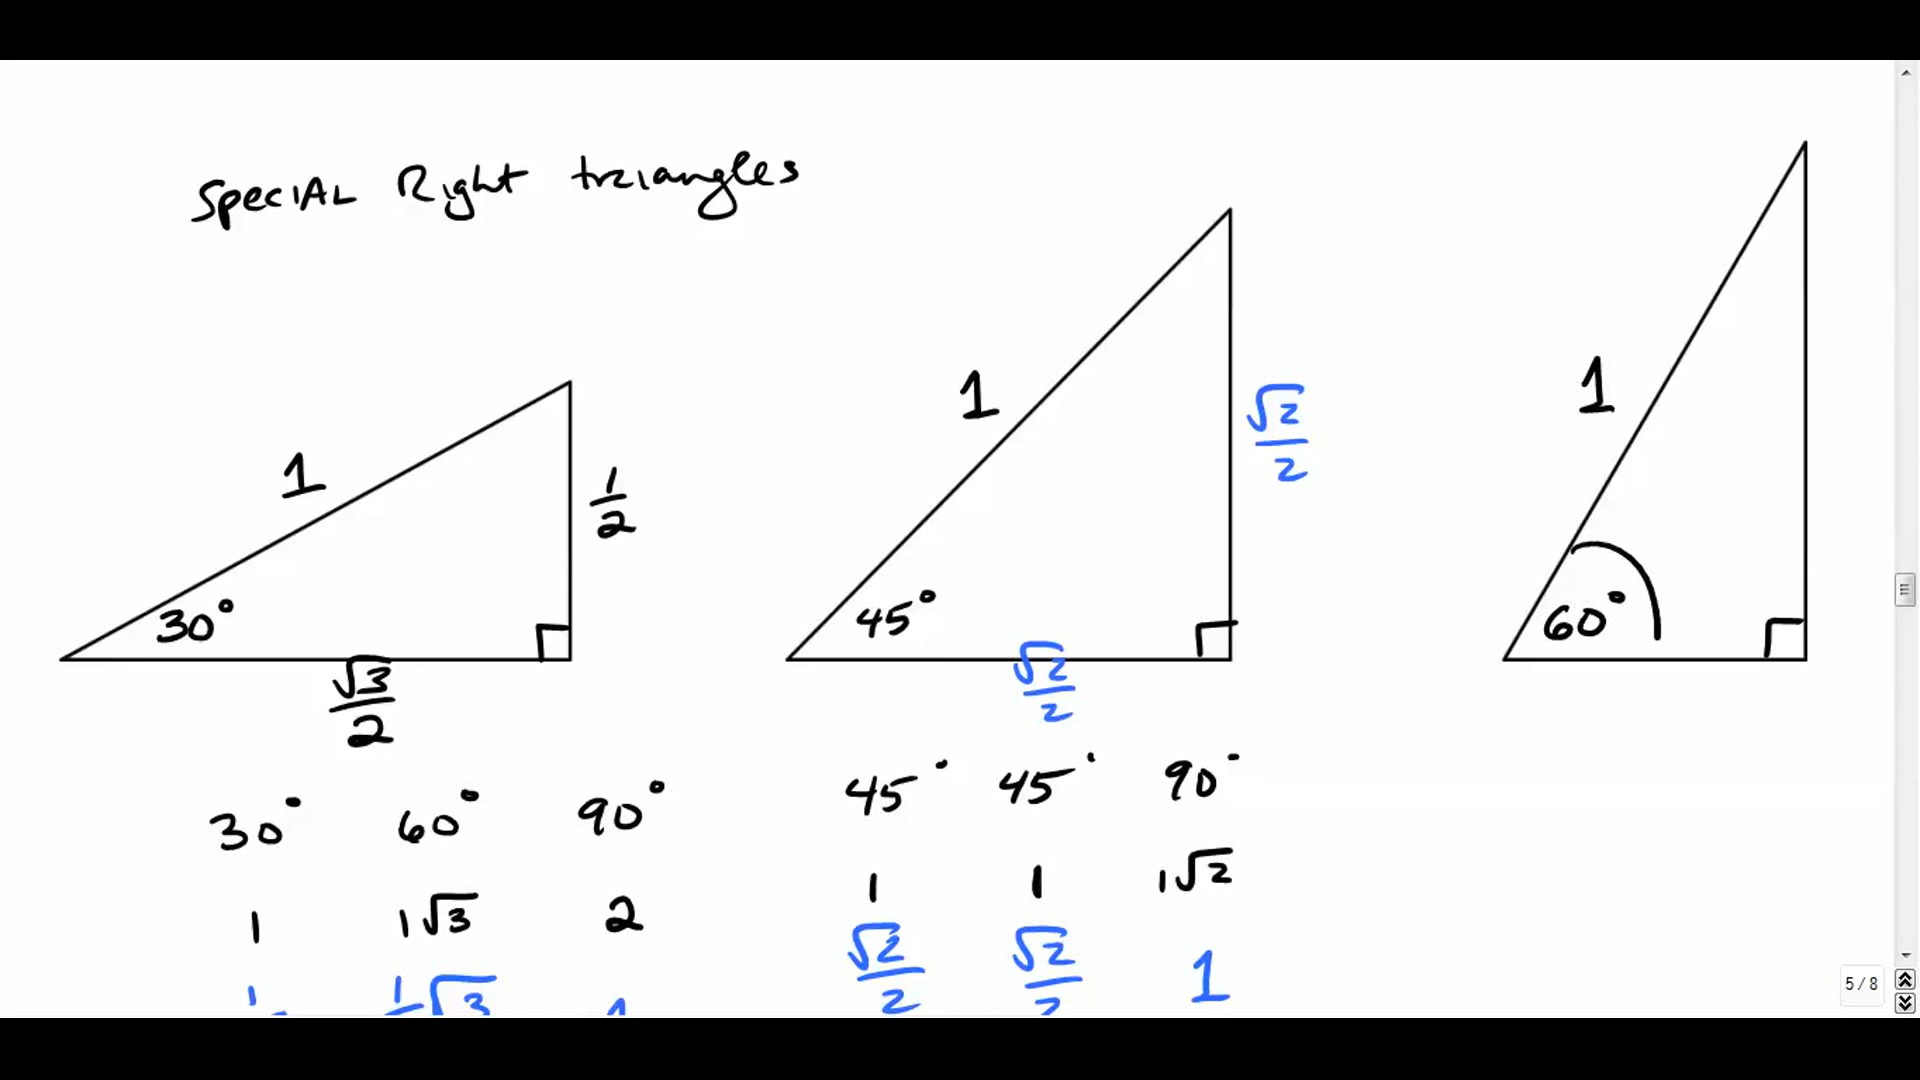 Special Right triangles
1
1/2
30°
√3/2
1
√2/2
45°
√2/2
1
60°
30° 60° 90°
1 1√3 2
45° 45° 90°
1 1 1√2
√2/2 √2/2 1
5 / 8